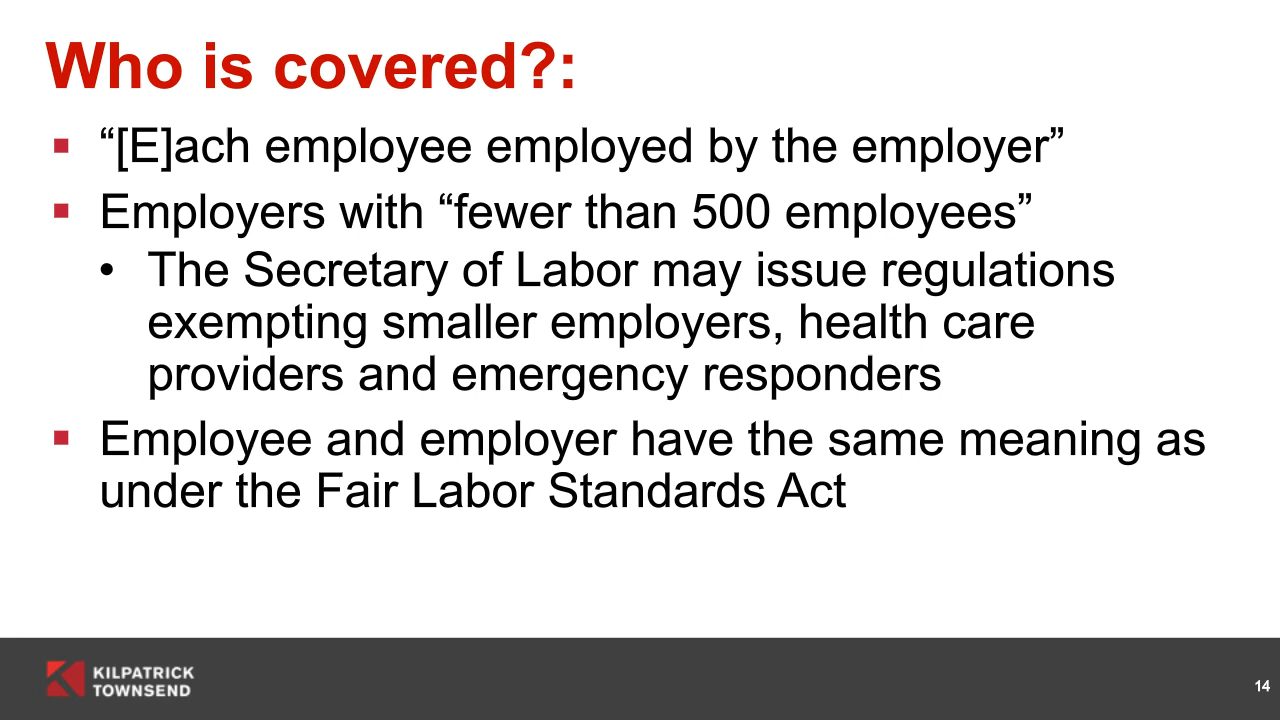 Who is covered?:
▪ “[E]ach employee employed by the employer”
▪ Employers with “fewer than 500 employees”
• The Secretary of Labor may issue regulations
exempting smaller employers, health care
providers and emergency responders
▪ Employee and employer have the same meaning as
under the Fair Labor Standards Act
KILPATRICK
TOWNSEND
14